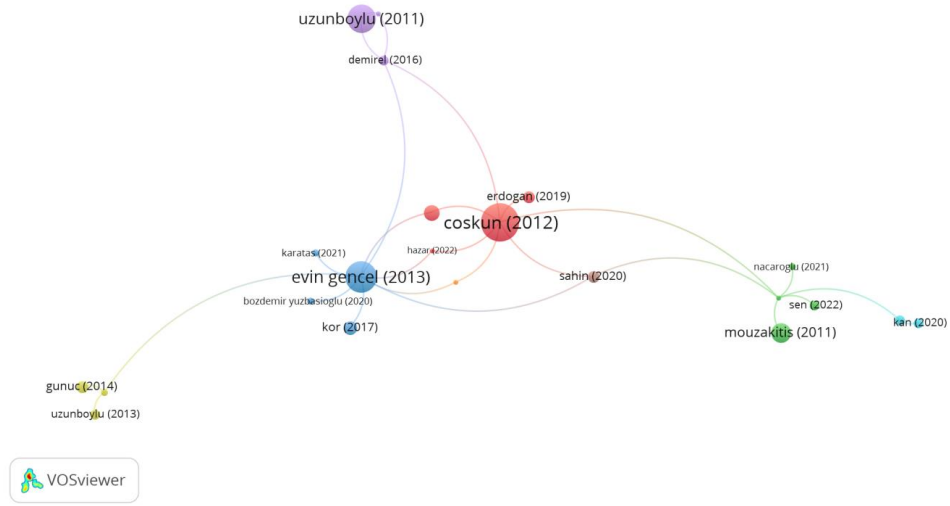 uzunboylu (2011)
demirel (2016)
erdogan (2019)
coskun (2012)
karatas (2021)
hazar (2022)
evin gencel (2013)
sahin (2020)
nacaroglu (2021)
bozdemir yuzbasioglu (2020)
sen (2022)
kor (2017)
mouzakitis (2011)
kan (2020)
gunuc (2014)
uzunboylu (2013)
VOSviewer